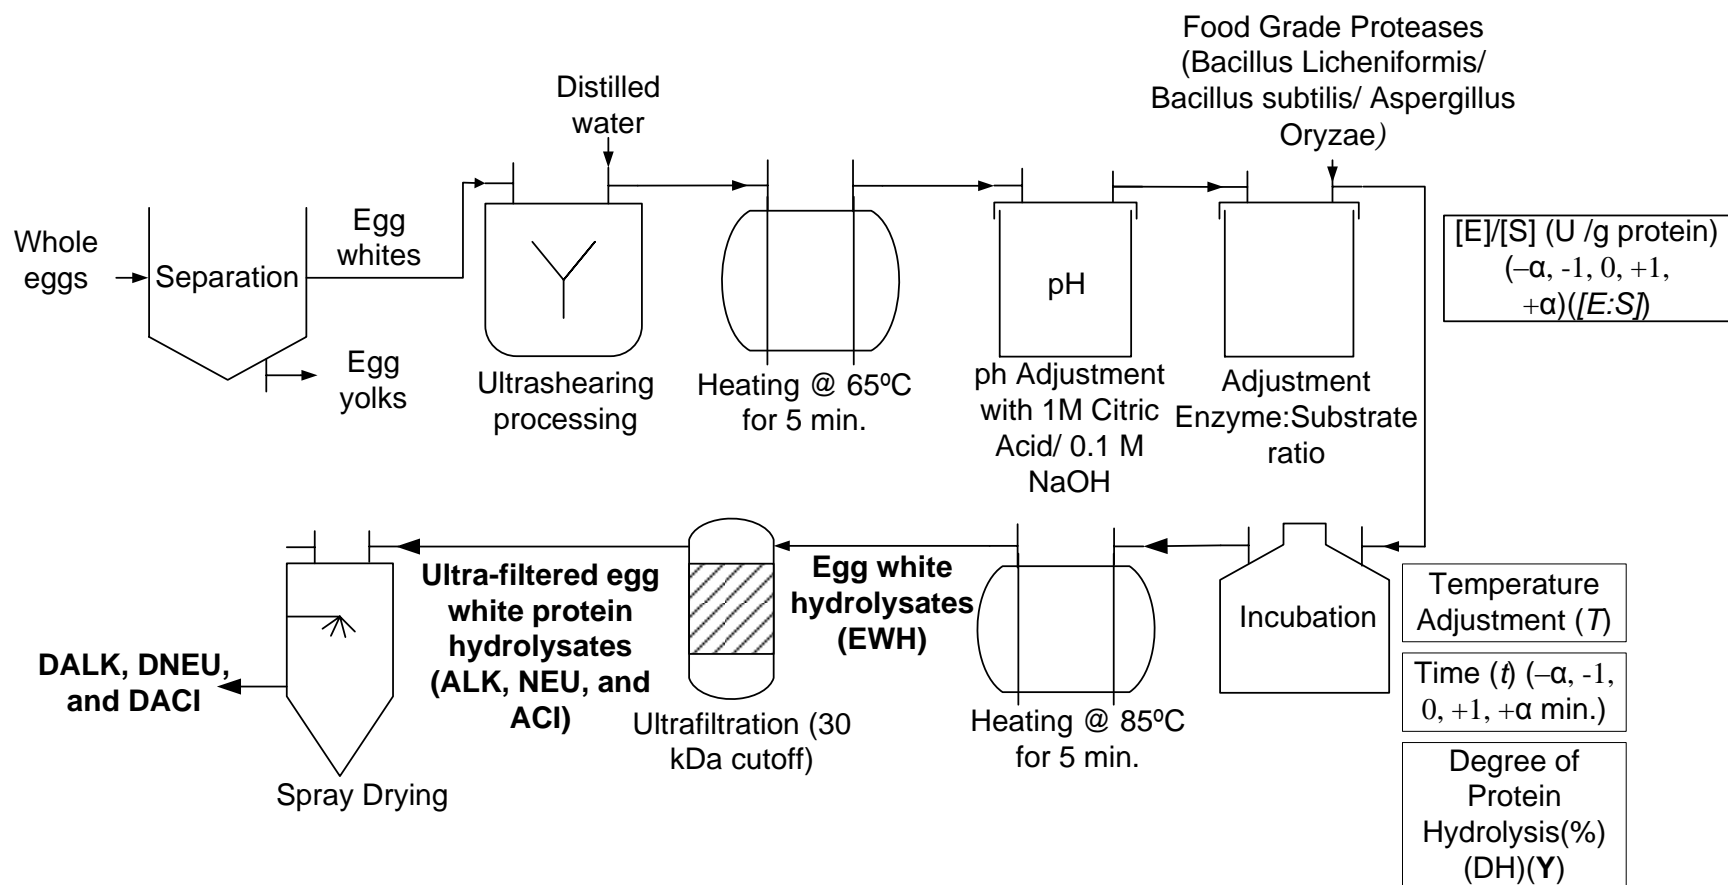 Food Grade Proteases
(Bacillus Licheniformis/
Bacillus subtilis/ Aspergillus
Oryzae)
Distilled
water
Whole
eggs
Separation
Egg
whites
Egg
yolks
Ultrashearing
processing
Heating @ 65ºC
for 5 min.
pH
ph Adjustment
with 1M Citric
Acid/ 0.1 M
NaOH
Adjustment
Enzyme:Substrate
ratio
[E]/[S] (U /g protein)
(–α, -1, 0, +1,
+α)([E:S])
Incubation
Temperature
Adjustment (T)
Time (t) (–α, -1,
0, +1, +α min.)
Degree of
Protein
Hydrolysis(%)
(DH)(Y)
Heating @ 85ºC
for 5 min.
Egg white
hydrolysates
(EWH)
Ultrafiltration (30
kDa cutoff)
Ultra-filtered egg
white protein
hydrolysates
(ALK, NEU, and
ACI)
Spray Drying
DALK, DNEU,
and DACI